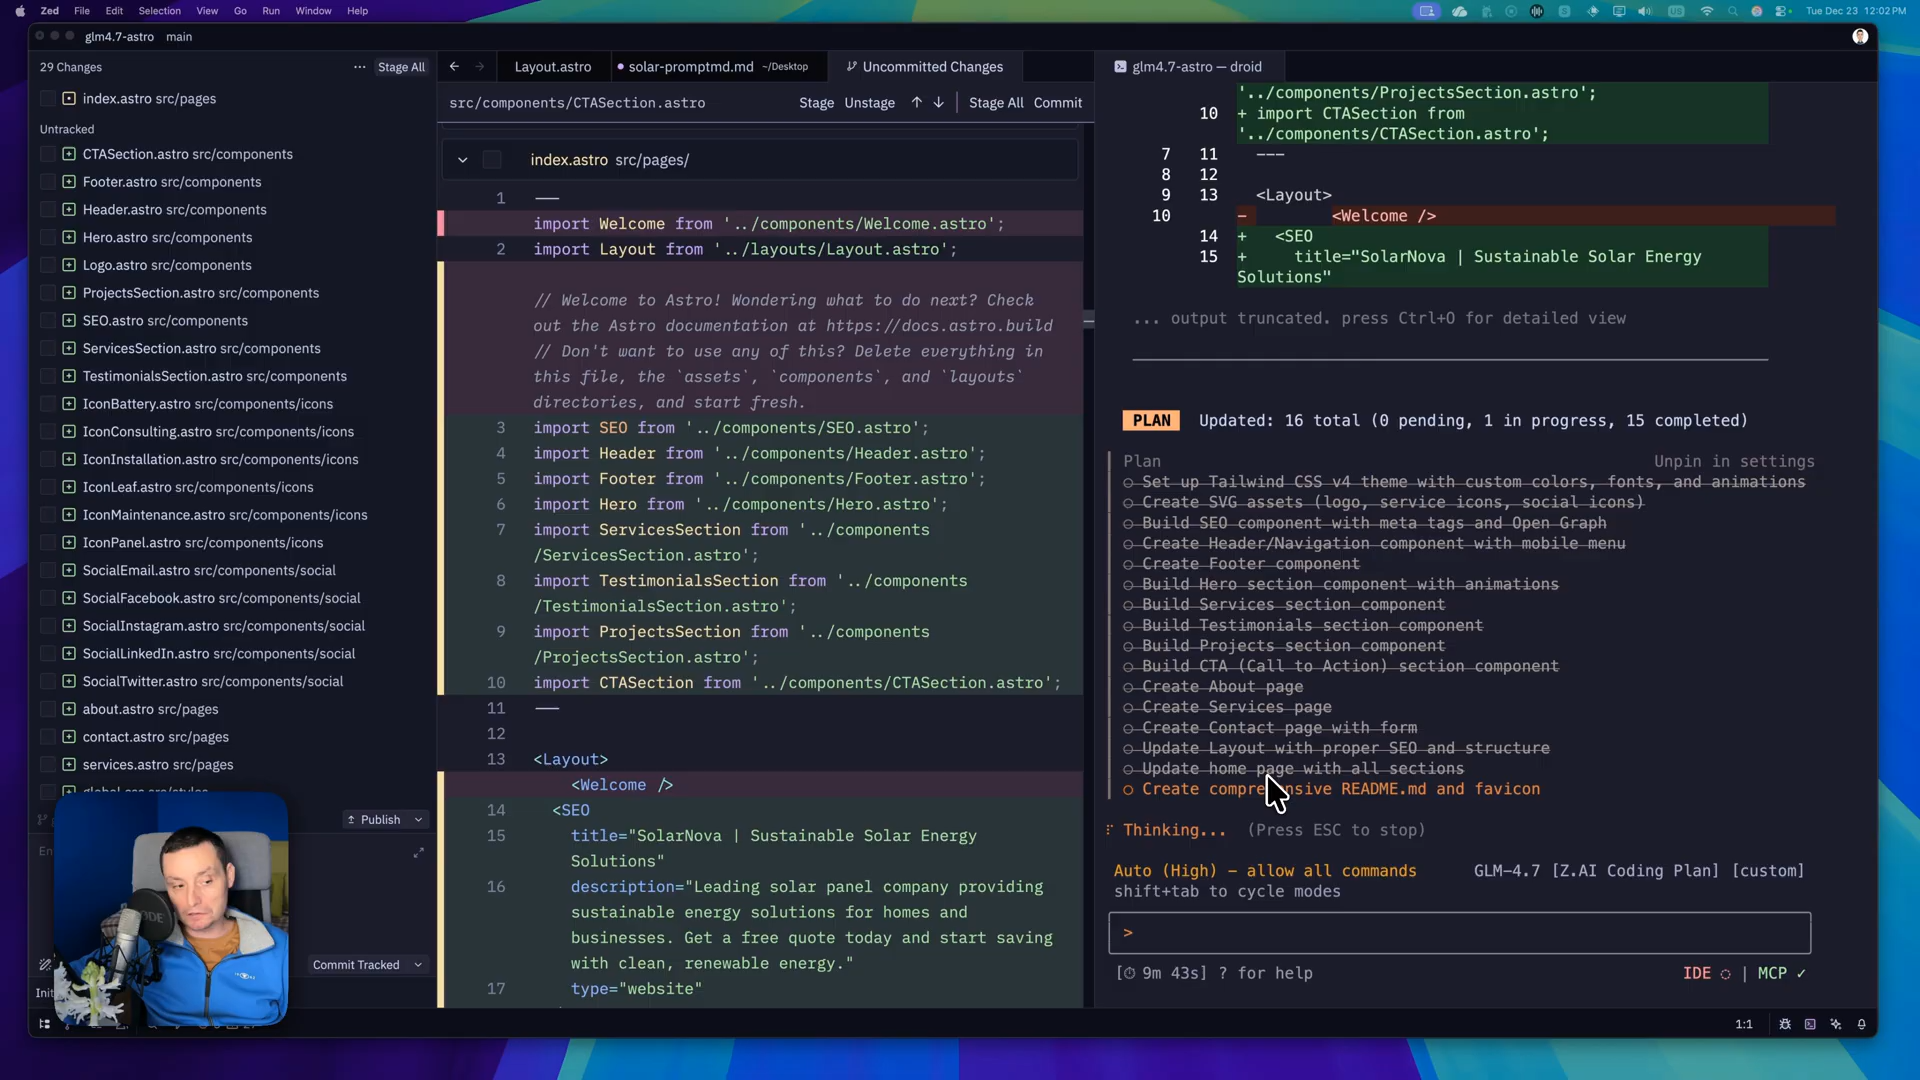 Zed File Edit Selection View Go Run Window Help
Tue Dec 23 12:02PM
glm4.7-astro main
29 Changes
Stage All
index.astro src/pages
Untracked
CTASection.astro src/components
Footer.astro src/components
Header.astro src/components
Hero.astro src/components
Logo.astro src/components
ProjectsSection.astro src/components
SEO.astro src/components
ServicesSection.astro src/components
TestimonialsSection.astro src/components
IconBattery.astro src/components/icons
IconConsulting.astro src/components/icons
IconInstallation.astro src/components/icons
IconLeaf.astro src/components/icons
IconMaintenance.astro src/components/icons
IconPanel.astro src/components/icons
SocialEmail.astro src/components/social
SocialFacebook.astro src/components/social
SocialInstagram.astro src/components/social
SocialLinkedIn.astro src/components/social
SocialTwitter.astro src/components/social
about.astro src/pages
contact.astro src/pages
services.astro src/pages
global.css src/styles
Publish
Commit Tracked
Layout.astro
solar-promptmd.md ~/Desktop
Uncommitted Changes
src/components/CTASection.astro
Stage Unstage ↑ ↓ Stage All Commit
index.astro src/pages/
1 ---
import Welcome from '../components/Welcome.astro';
2 import Layout from '../layouts/Layout.astro';
// Welcome to Astro! Wondering what to do next? Check
out the Astro documentation at https://docs.astro.build
// Don't want to use any of this? Delete everything in
this file, the `assets`, `components`, and `layouts`
directories, and start fresh.
3 import SEO from '../components/SEO.astro';
4 import Header from '../components/Header.astro';
5 import Footer from '../components/Footer.astro';
6 import Hero from '../components/Hero.astro';
7 import ServicesSection from '../components
/ServicesSection.astro';
8 import TestimonialsSection from '../components
/TestimonialsSection.astro';
9 import ProjectsSection from '../components
/ProjectsSection.astro';
10 import CTASection from '../components/CTASection.astro';
11 ---
12
13 <Layout>
<Welcome />
14 <SEO
15 title="SolarNova | Sustainable Solar Energy
Solutions"
16 description="Leading solar panel company providing
sustainable energy solutions for homes and
businesses. Get a free quote today and start saving
with clean, renewable energy."
17 type="website"
glm4.7-astro — droid
'../components/ProjectsSection.astro';
10 + import CTASection from
'../components/CTASection.astro';
7 11 ---
8 12
9 13 <Layout>
10 - <Welcome />
14 + <SEO
15 + title="SolarNova | Sustainable Solar Energy
Solutions"
... output truncated. press Ctrl+O for detailed view
PLAN Updated: 16 total (0 pending, 1 in progress, 15 completed)
Plan Unpin in settings
○ Set up Tailwind CSS v4 theme with custom colors, fonts, and animations
○ Create SVG assets (logo, service icons, social icons)
○ Build SEO component with meta tags and Open Graph
○ Create Header/Navigation component with mobile menu
○ Create Footer component
○ Build Hero section component with animations
○ Build Services section component
○ Build Testimonials section component
○ Build Projects section component
○ Build CTA (Call to Action) section component
○ Create About page
○ Create Services page
○ Create Contact page with form
○ Update Layout with proper SEO and structure
○ Update home page with all sections
○ Create comprehensive README.md and favicon
Thinking... (Press ESC to stop)
Auto (High) – allow all commands GLM-4.7 [Z.AI Coding Plan] [custom]
shift+tab to cycle modes
>
[⏱ 9m 43s] ? for help
IDE ◌ | MCP ✓
1:1